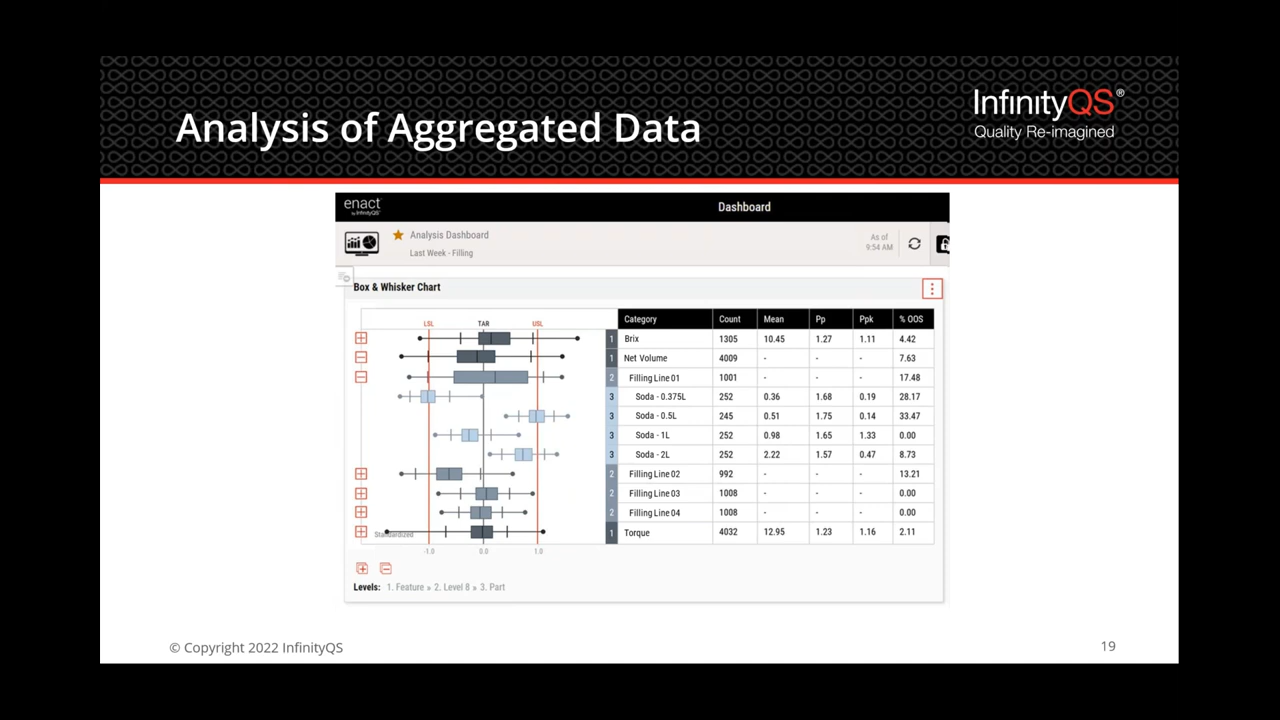 InfinityQS®
Quality Re-imagined
Analysis of Aggregated Data
enact
by InfinityQS
Dashboard
Analysis Dashboard
Last Week - Filling
As of
9:54 AM
Box & Whisker Chart
LSL TAR USL
Category Count Mean Pp Ppk % OOS
1 Brix 1305 10.45 1.27 1.11 4.42
1 Net Volume 4009 - - - 7.63
2 Filling Line 01 1001 - - - 17.48
3 Soda - 0.375L 252 0.36 1.68 0.19 28.17
3 Soda - 0.5L 245 0.51 1.75 0.14 33.47
3 Soda - 1L 252 0.98 1.65 1.33 0.00
3 Soda - 2L 252 2.22 1.57 0.47 8.73
2 Filling Line 02 992 - - - 13.21
2 Filling Line 03 1008 - - - 0.00
2 Filling Line 04 1008 - - - 0.00
1 Torque 4032 12.95 1.23 1.16 2.11
Standardized
-1.0 0.0 1.0
Levels: 1. Feature » 2. Level 8 » 3. Part
© Copyright 2022 InfinityQS
19